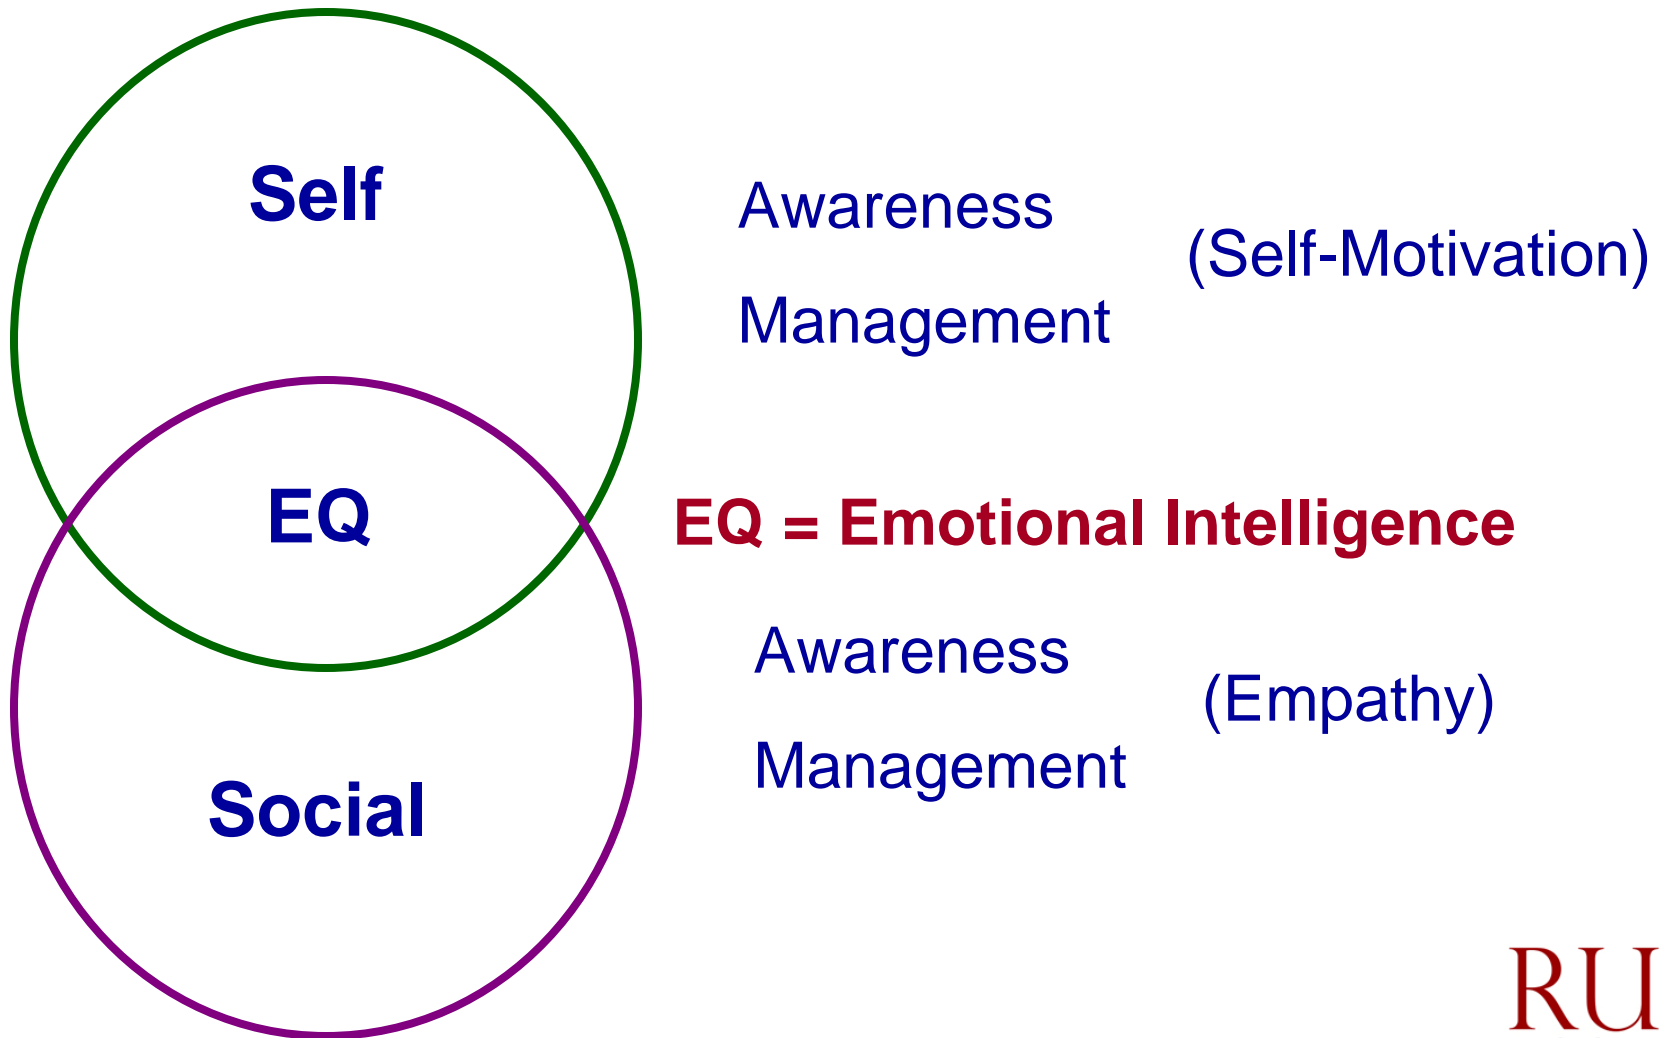 Self
Awareness
(Self-Motivation)
Management
EQ
EQ = Emotional Intelligence
Awareness
(Empathy)
Management
Social
RU